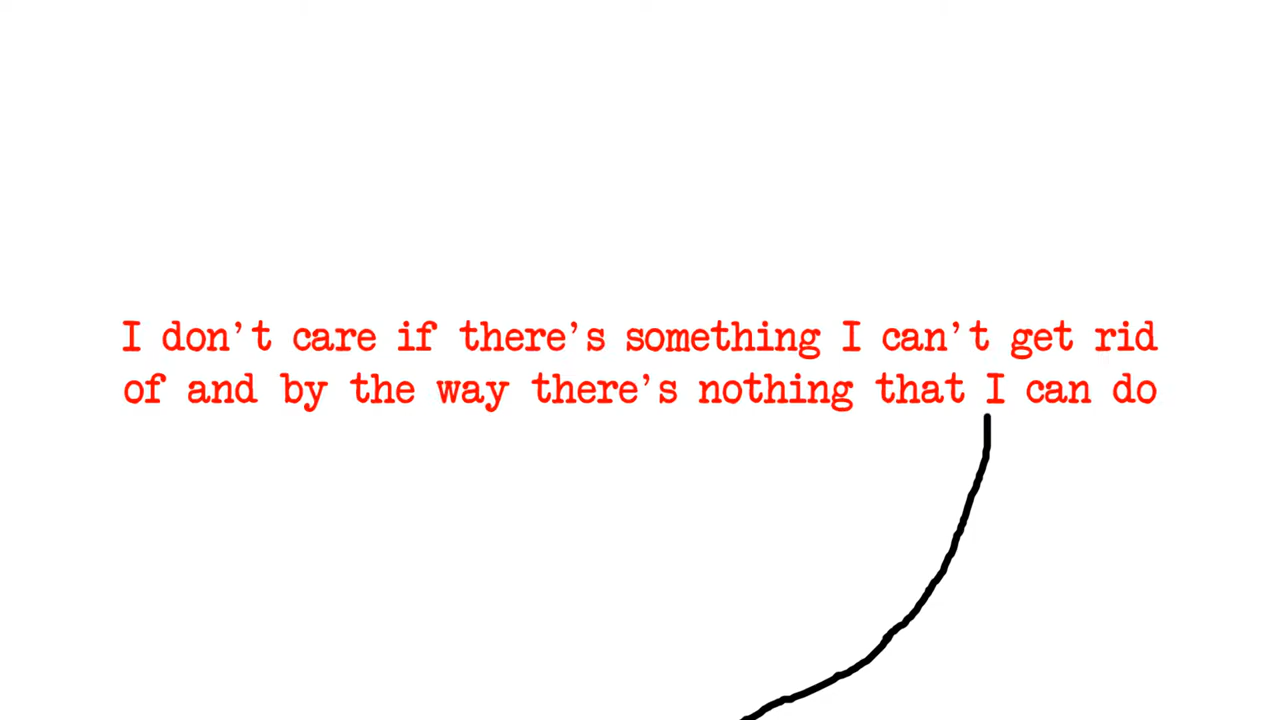 I don’t care if there’s something I can’t get rid
of and by the way there’s nothing that I can do